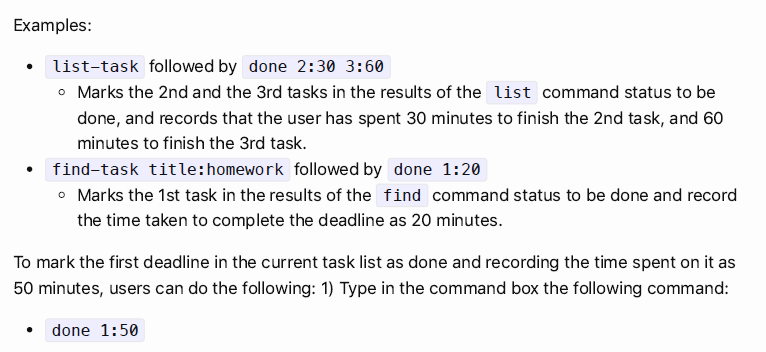 Examples:
• list-task followed by done 2:30 3:60
◦ Marks the 2nd and the 3rd tasks in the results of the list command status to be
done, and records that the user has spent 30 minutes to finish the 2nd task, and 60
minutes to finish the 3rd task.
• find-task title:homework followed by done 1:20
◦ Marks the 1st task in the results of the find command status to be done and record
the time taken to complete the deadline as 20 minutes.
To mark the first deadline in the current task list as done and recording the time spent on it as
50 minutes, users can do the following: 1) Type in the command box the following command:
• done 1:50